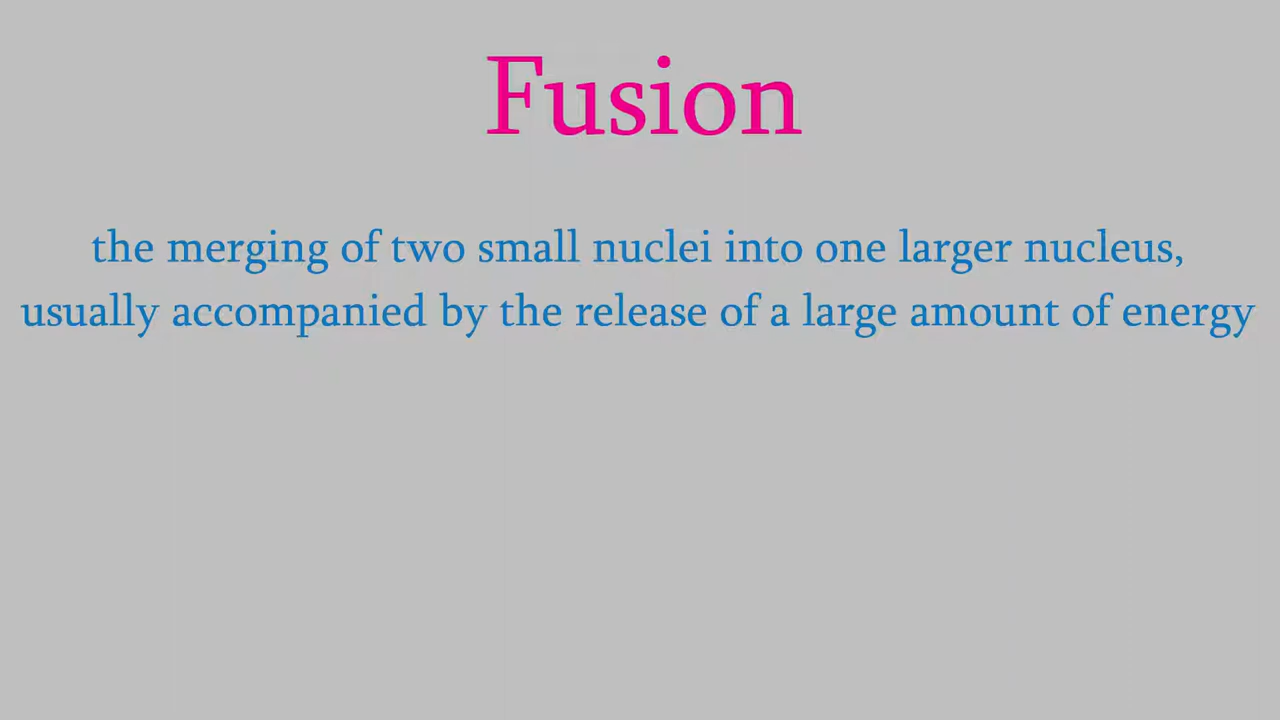 Fusion
the merging of two small nuclei into one larger nucleus,
usually accompanied by the release of a large amount of energy